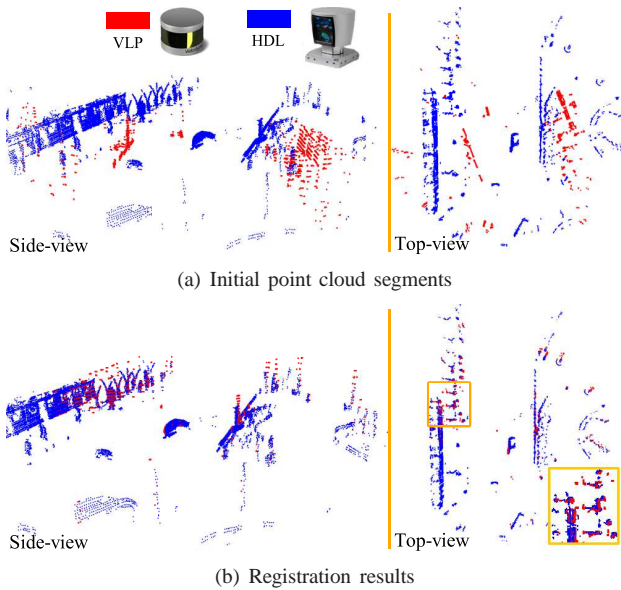 VLP
HDL
Side-view
Top-view
(a) Initial point cloud segments
Side-view
Top-view
(b) Registration results